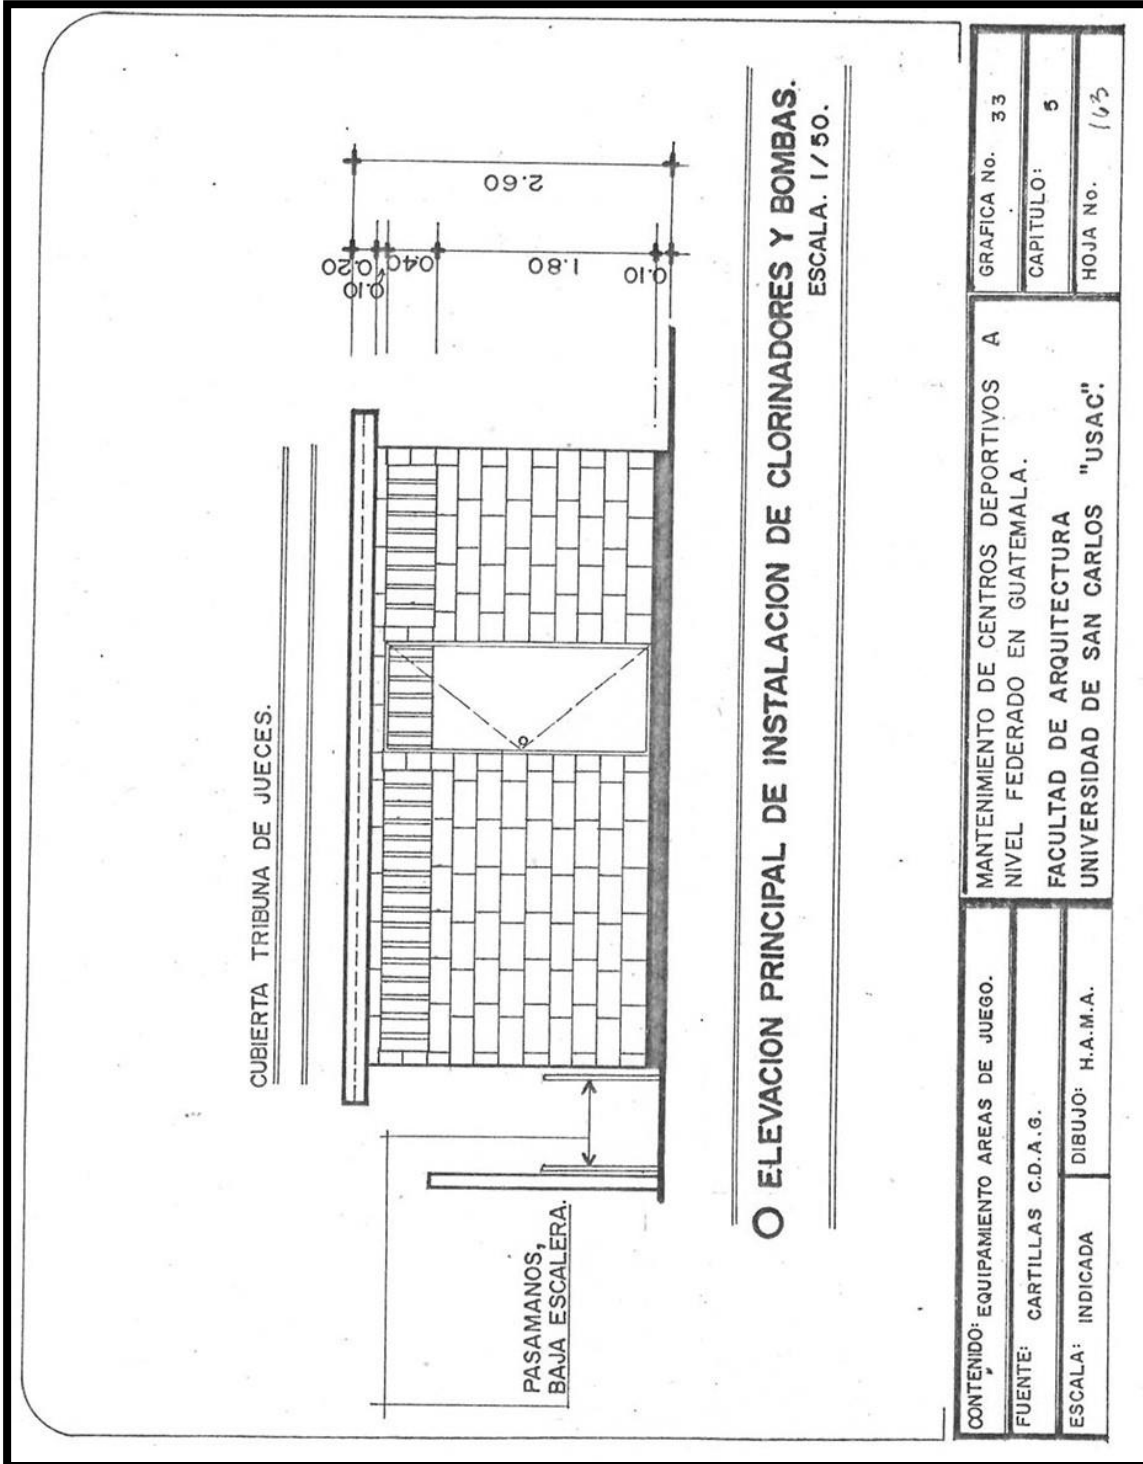 CUBIERTA TRIBUNA DE JUECES.
0.20
0.10
0.40
1.80
0.10
2.60
PASAMANOS,
BAJA ESCALERA.
ELEVACION PRINCIPAL DE INSTALACION DE CLORINADORES Y BOMBAS.
ESCALA. 1/50.
CONTENIDO: EQUIPAMIENTO AREAS DE JUEGO.
FUENTE: CARTILLAS C.D.A.G.
ESCALA: INDICADA
DIBUJO: H.A.M.A.
MANTENIMIENTO DE CENTROS DEPORTIVOS A
NIVEL FEDERADO EN GUATEMALA.
FACULTAD DE ARQUITECTURA
UNIVERSIDAD DE SAN CARLOS "USAC".
GRAFICA No. 33
CAPITULO: 5
HOJA No. 163